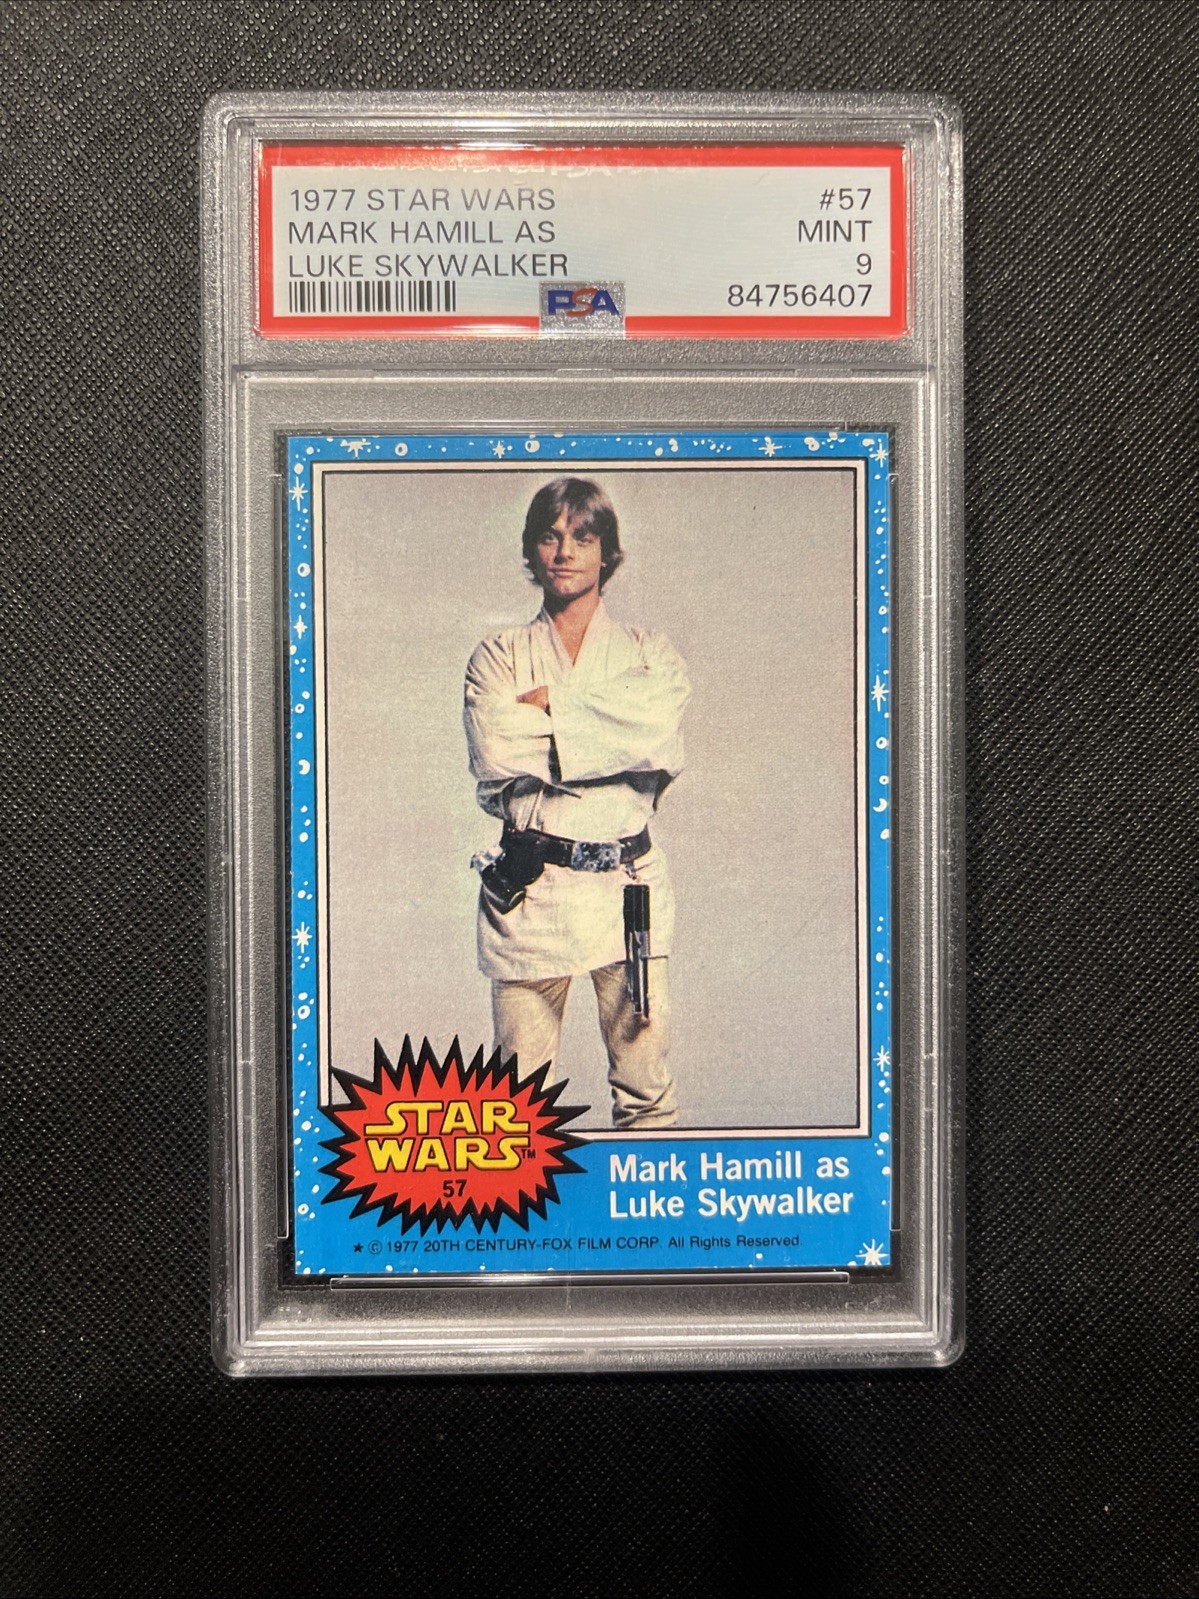 1977 STAR WARS #57
MARK HAMILL AS MINT
LUKE SKYWALKER 9
PSA 84756407
STAR
WARS™
57
Mark Hamill as
Luke Skywalker
★ © 1977 20TH CENTURY-FOX FILM CORP. All Rights Reserved.